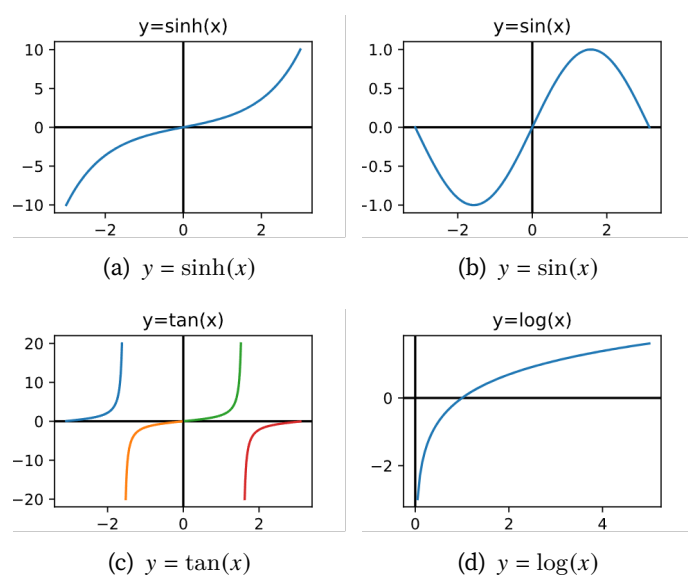 y=sinh(x)
10
5
0
−5
−10
−2 0 2
(a) y = sinh(x)
y=sin(x)
1.0
0.5
0.0
-0.5
-1.0
−2 0 2
(b) y = sin(x)
y=tan(x)
20
10
0
−10
−20
−2 0 2
(c) y = tan(x)
y=log(x)
0
−2
0 2 4
(d) y = log(x)